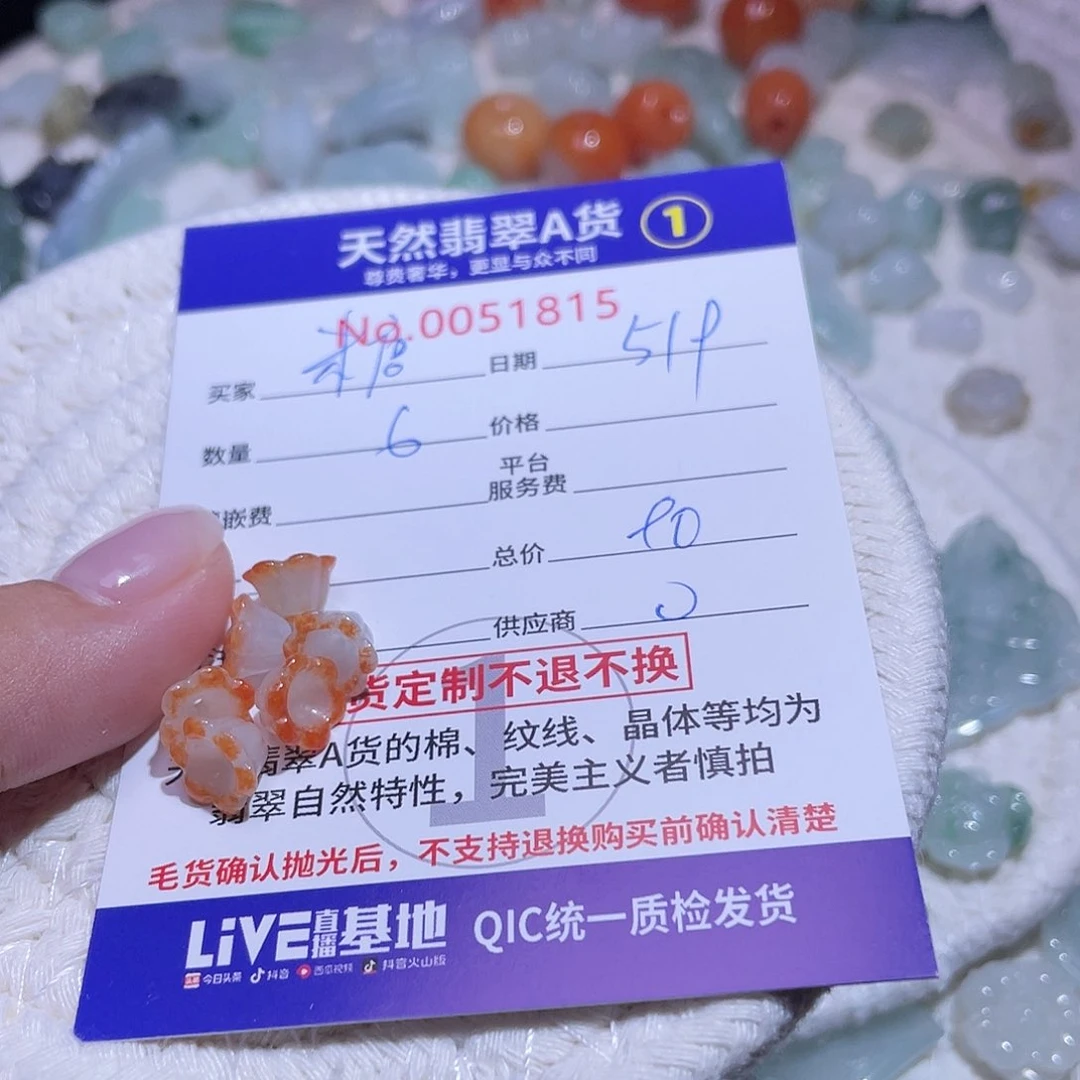 天然翡翠A货 1
尊贵奢华，更显与众不同
No.0051815
买家 日期
数量 6 价格
平台
嵌费 服务费
总价
供应商
货定制不退不换
1
翡翠A货的棉、纹线、晶体等均为
翡翠自然特性，完美主义者慎拍
毛货确认抛光后，不支持退换购买前确认清楚
LiVE直播基地 QIC统一质检发货
今日头条 抖音 西瓜视频 抖音火山版